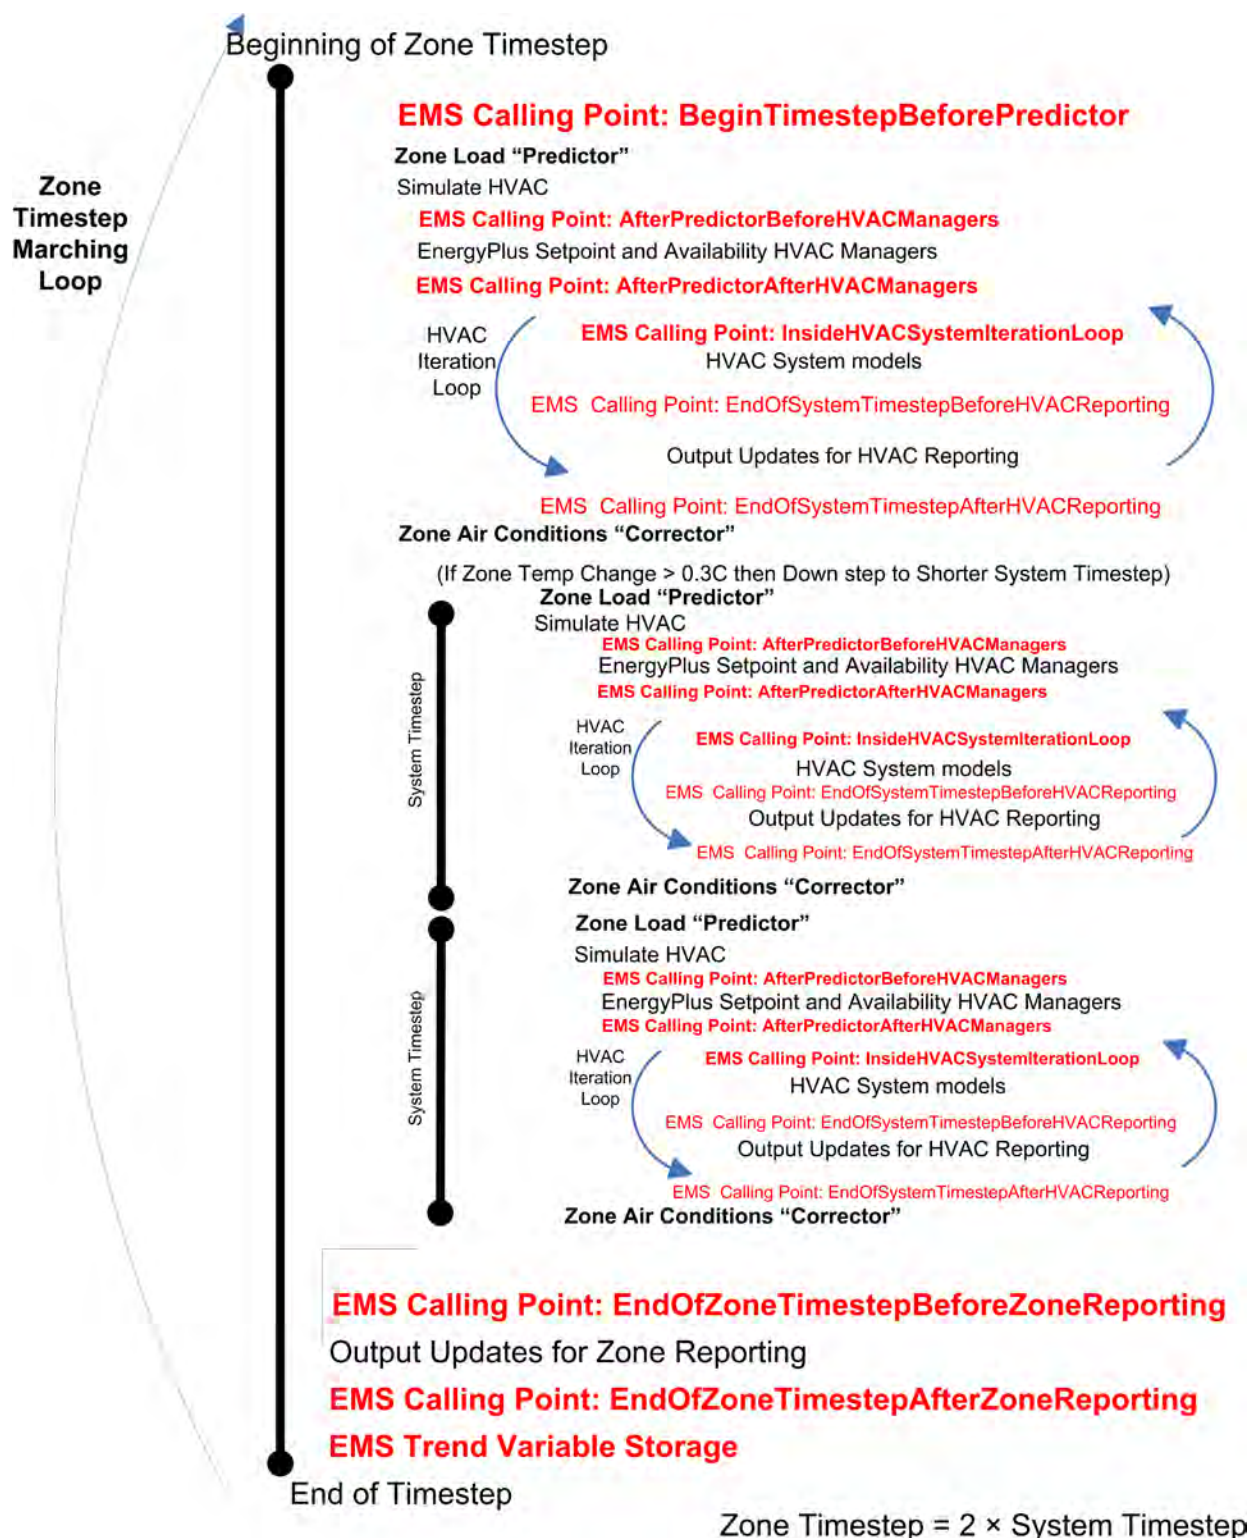 Beginning of Zone Timestep
EMS Calling Point: BeginTimestepBeforePredictor
Zone Load “Predictor”
Simulate HVAC
Zone
Timestep
Marching
Loop
EMS Calling Point: AfterPredictorBeforeHVACManagers
EnergyPlus Setpoint and Availability HVAC Managers
EMS Calling Point: AfterPredictorAfterHVACManagers
HVAC
Iteration
Loop
EMS Calling Point: InsideHVACSystemIterationLoop
HVAC System models
EMS Calling Point: EndOfSystemTimestepBeforeHVACReporting
Output Updates for HVAC Reporting
EMS Calling Point: EndOfSystemTimestepAfterHVACReporting
Zone Air Conditions “Corrector”
(If Zone Temp Change > 0.3C then Down step to Shorter System Timestep)
System Timestep
Zone Load “Predictor”
Simulate HVAC
EMS Calling Point: AfterPredictorBeforeHVACManagers
EnergyPlus Setpoint and Availability HVAC Managers
EMS Calling Point: AfterPredictorAfterHVACManagers
HVAC
Iteration
Loop
EMS Calling Point: InsideHVACSystemIterationLoop
HVAC System models
EMS Calling Point: EndOfSystemTimestepBeforeHVACReporting
Output Updates for HVAC Reporting
EMS Calling Point: EndOfSystemTimestepAfterHVACReporting
Zone Air Conditions “Corrector”
System Timestep
Zone Load “Predictor”
Simulate HVAC
EMS Calling Point: AfterPredictorBeforeHVACManagers
EnergyPlus Setpoint and Availability HVAC Managers
EMS Calling Point: AfterPredictorAfterHVACManagers
HVAC
Iteration
Loop
EMS Calling Point: InsideHVACSystemIterationLoop
HVAC System models
EMS Calling Point: EndOfSystemTimestepBeforeHVACReporting
Output Updates for HVAC Reporting
EMS Calling Point: EndOfSystemTimestepAfterHVACReporting
Zone Air Conditions “Corrector”
EMS Calling Point: EndOfZoneTimestepBeforeZoneReporting
Output Updates for Zone Reporting
EMS Calling Point: EndOfZoneTimestepAfterZoneReporting
EMS Trend Variable Storage
End of Timestep
Zone Timestep = 2 × System Timestep